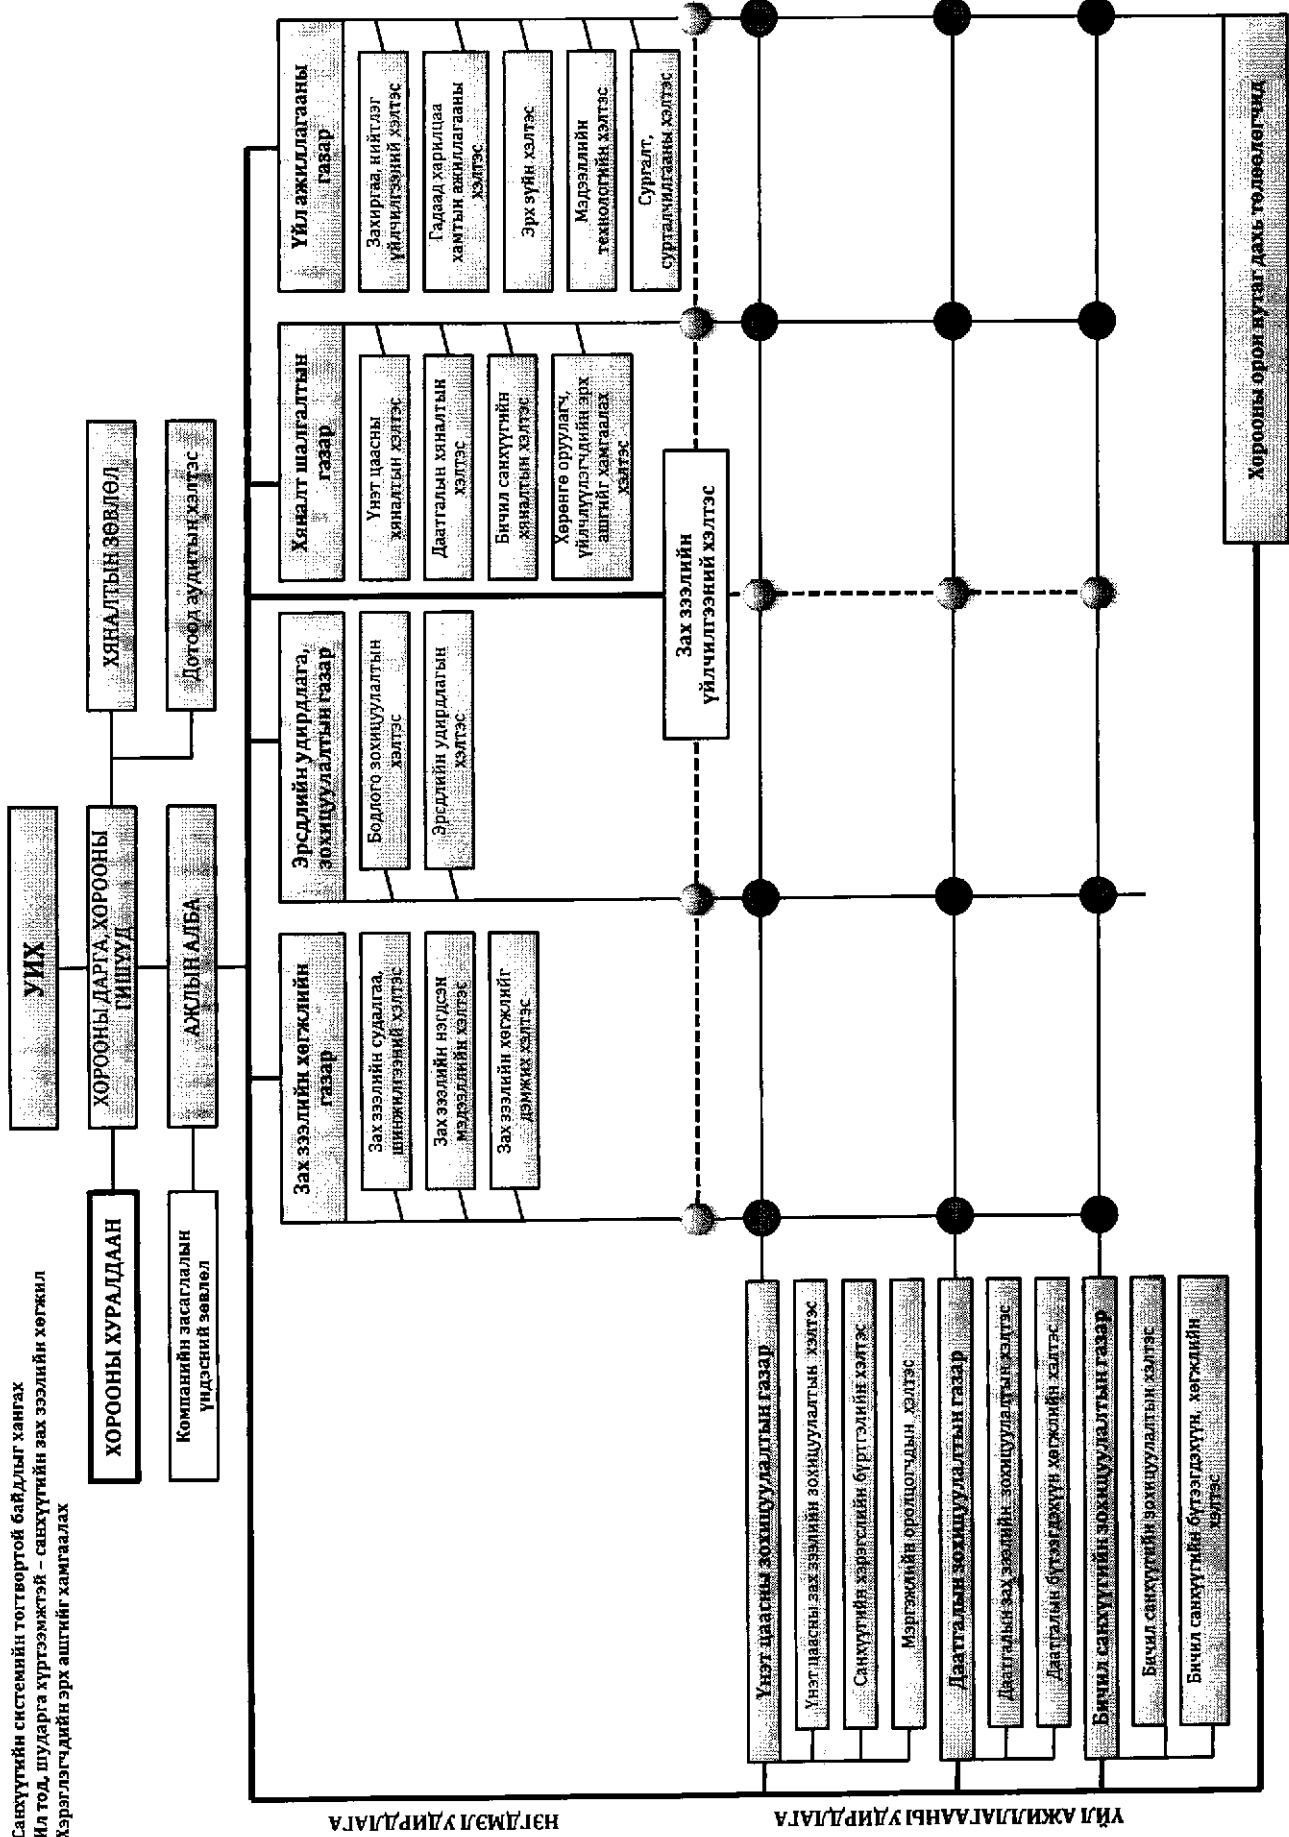 Санхүүгийн системийн тогтвортой байдлыг хангах
Ил тод, шударга хүртээмжтэй – санхүүгийн зах зээлийн хөгжил
Хэрэглэгчдийн эрх ашгийг хамгаалах
УИХ
ХОРООНЫ ХУРАЛДААН
ХОРООНЫ ДАРГА, ХОРООНЫ
ГИШҮҮД
ХЯНАЛТЫН ЗӨВЛӨЛ
Компанийн засаглалын
үндэсний зөвлөл
АЖЛЫН АЛБА
Дотоод аудитын хэлтэс
НЭГДМЭЛ УДИРДЛАГА
Зах зээлийн хөгжлийн
газар
Зах зээлийн судалгаа,
шинжилгээний хэлтэс
Зах зээлийн нэгдсэн
мэдээллийн хэлтэс
Зах зээлийн хөгжлийг
дэмжих хэлтэс
Эрсдлийн удирдлага,
зохицуулалтын газар
Бодлого зохицуулалтын
хэлтэс
Эрсдлийн удирдлагын
хэлтэс
Хяналт шалгалтын
газар
Үнэт цаасны
хяналтын хэлтэс
Даатгалын хяналтын
хэлтэс
Бичил санхүүгийн
хяналтын хэлтэс
Хөрөнгө оруулагч,
үйлчлүүлэгчдийн эрх
ашгийг хамгаалах
хэлтэс
Үйл ажиллагааны
газар
Захиргаа, нийтлэг
үйлчилгээний хэлтэс
Гадаад харилцаа
хамтын ажиллагааны
хэлтэс
Эрх зүйн хэлтэс
Мэдээллийн
технологийн хэлтэс
Сургалт,
сурталчилгааны хэлтэс
Зах зээлийн
үйлчилгээний хэлтэс
ҮЙЛ АЖИЛЛАГААНЫ УДИРДЛАГА
Үнэт цаасны зохицуулалтын газар
Үнэт цаасны зах зээлийн зохицуулалтын хэлтэс
Санхүүгийн хэрэгслийн бүртгэлийн хэлтэс
Мэргэжлийн оролцогчдын хэлтэс
Даатгалын зохицуулалтын газар
Даатгалын зах зээлийн зохицуулалтын хэлтэс
Даатгалын бүтээгдэхүүн хөгжлийн хэлтэс
Бичил санхүүгийн зохицуулалтын газар
Бичил санхүүгийн зохицуулалтын хэлтэс
Бичил санхүүгийн бүтээгдэхүүн, хөгжлийн
хэлтэс
Хорооны орон нутаг дахь төлөөлөгчид